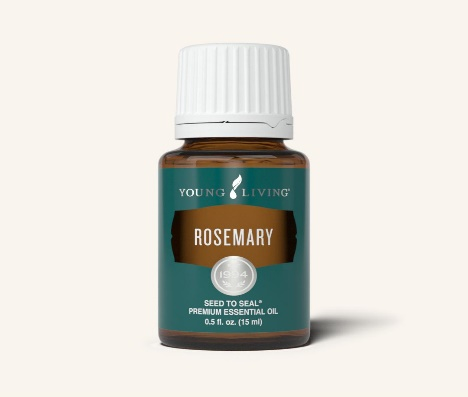 YOUNG LIVING®
ROSEMARY
1994
SEED TO SEAL®
PREMIUM ESSENTIAL OIL
0.5 fl. oz. (15 ml)